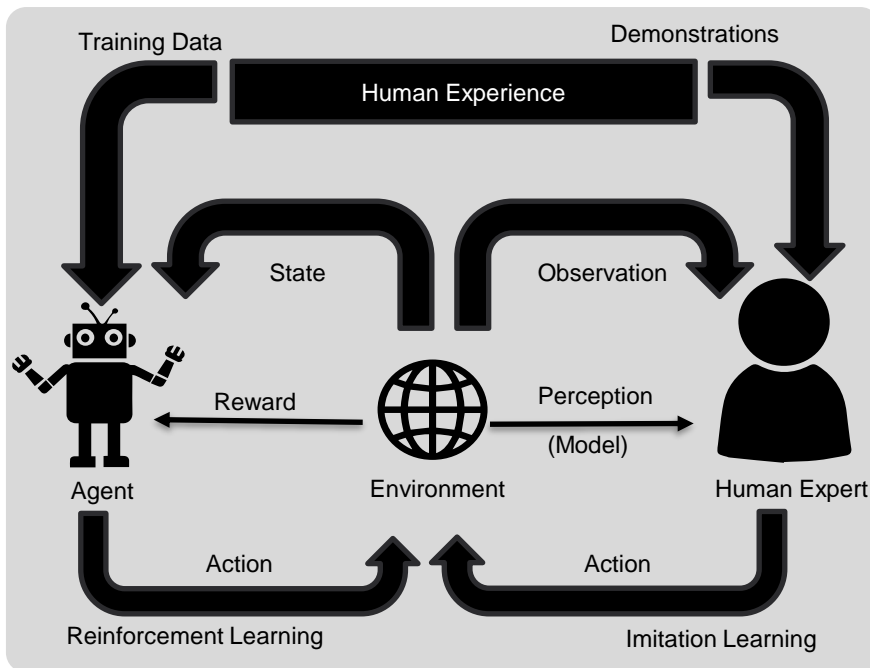 Training Data
Demonstrations
Human Experience
State
Observation
Reward
Perception
(Model)
Agent
Environment
Human Expert
Action
Action
Reinforcement Learning
Imitation Learning